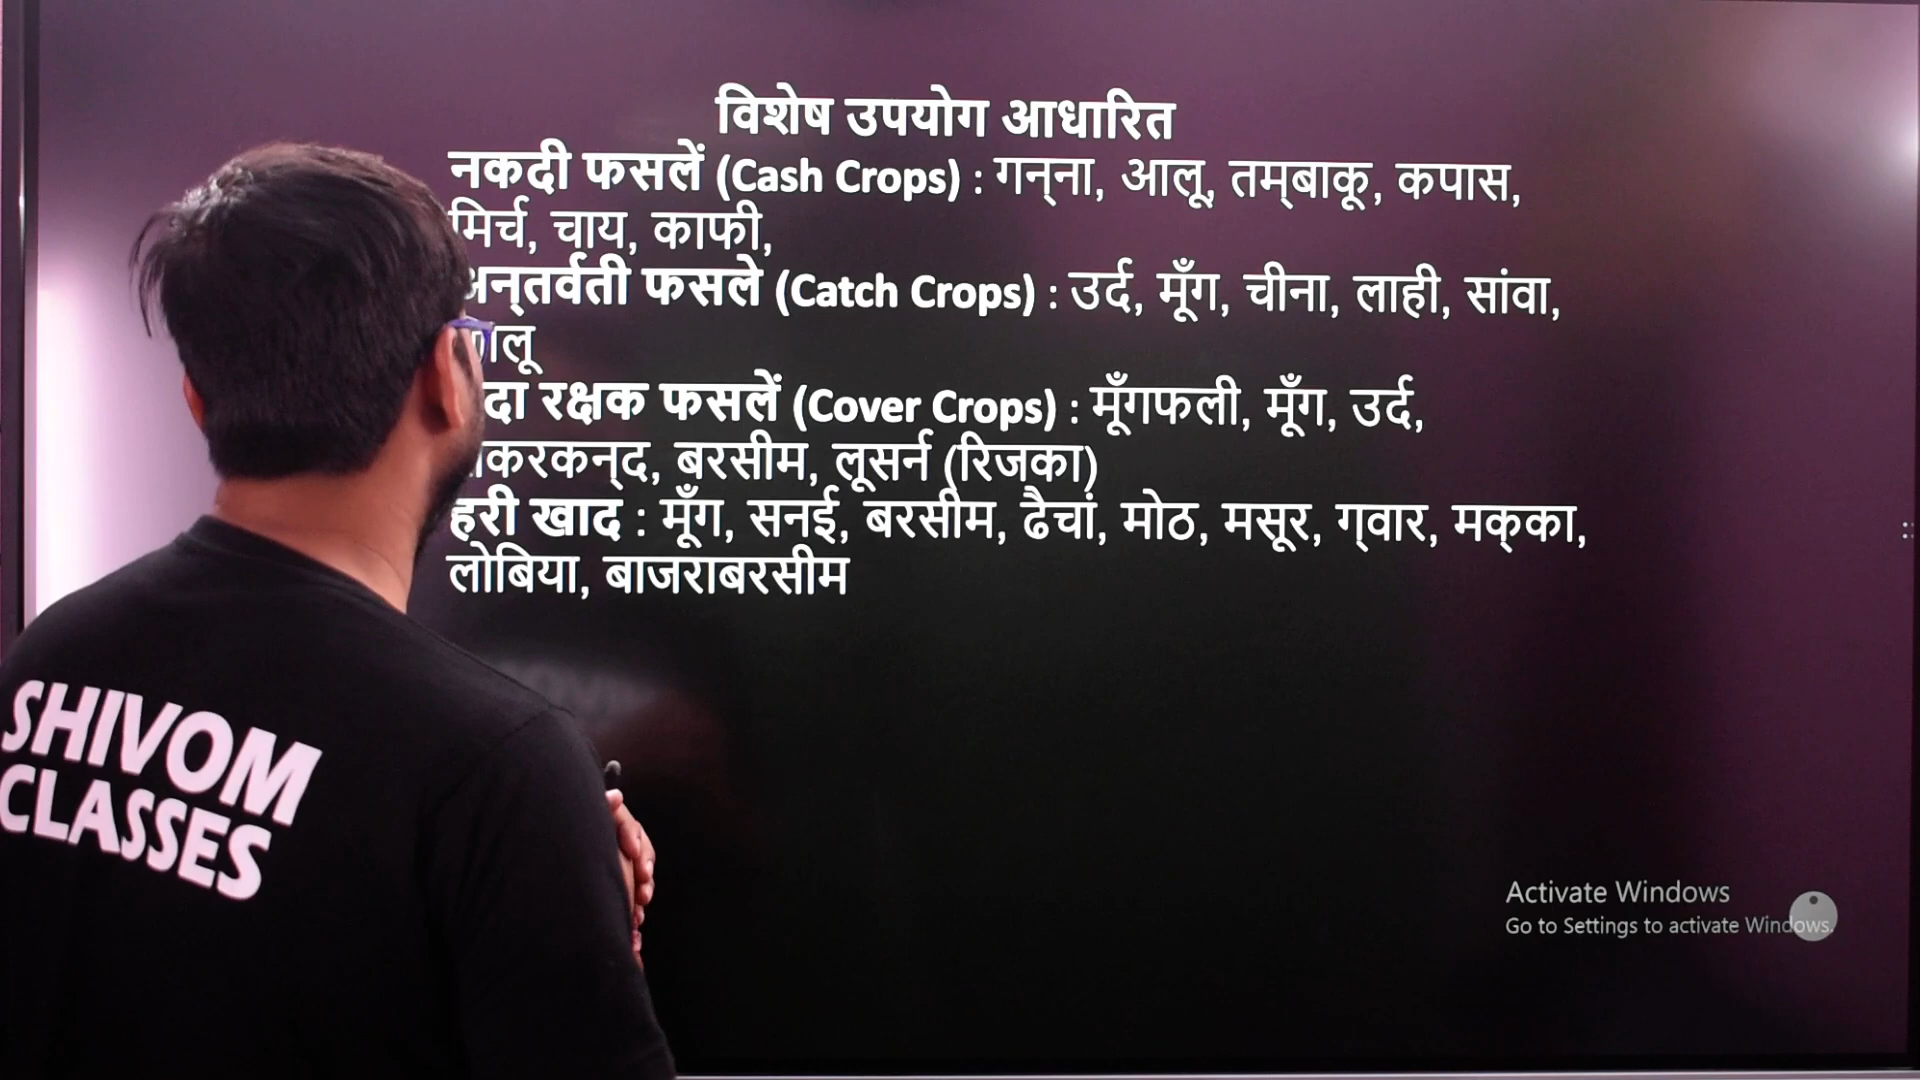 विशेष उपयोग आधारित
नकदी फसलें (Cash Crops) : गन्ना, आलू, तम्बाकू, कपास,
मिर्च, चाय, काफी,
अन्तर्वती फसले (Catch Crops) : उर्द, मूँग, चीना, लाही, सांवा,
रक्षक फसलें (Cover Crops) : मूँगफली, मूँग, उर्द,
बरसीम, लूसर्न (रिजका)
हरी खाद : मूँग, सनई, बरसीम, ढैचां, मोठ, मसूर, ग्वार, मक्का,
लोबिया, बाजराबरसीम
SHIVOM
CLASSES
Activate Windows
Go to Settings to activate Windows.